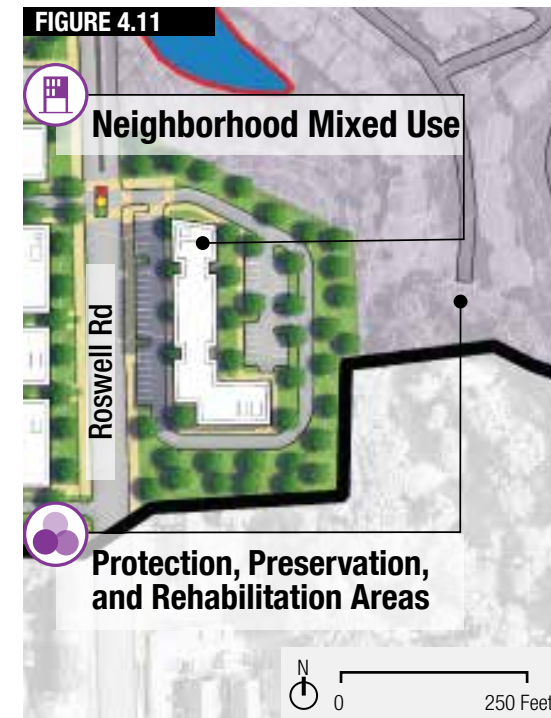 FIGURE 4.11
Neighborhood Mixed Use
Roswell Rd
Protection, Preservation,
and Rehabilitation Areas
N
0
250 Feet